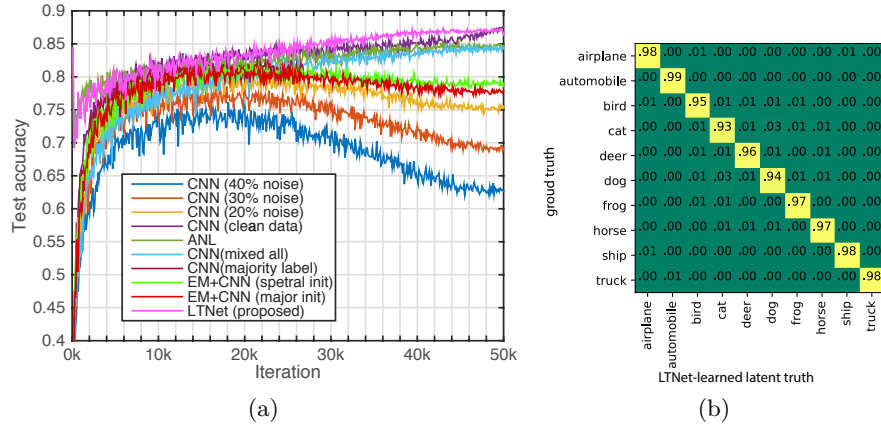 0.9
0.85
0.8
0.75
0.7
0.65
0.6
0.55
0.5
0.45
0.4
Test accuracy
CNN (40% noise)
CNN (30% noise)
CNN (20% noise)
CNN (clean data)
ANL
CNN(mixed all)
CNN(majority label)
EM+CNN (spetral init)
EM+CNN (major init)
LTNet (proposed)
0k 10k 20k 30k 40k 50k
Iteration
(a)
groud truth
airplane .98 .00 .01 .00 .00 .00 .00 .00 .01 .00
automobile .00 .99 .00 .00 .00 .00 .00 .00 .00 .00
bird .01 .00 .95 .01 .01 .01 .01 .00 .00 .00
cat .00 .00 .01 .93 .01 .03 .01 .01 .00 .00
deer .00 .00 .01 .01 .96 .01 .01 .01 .00 .00
dog .00 .00 .01 .03 .01 .94 .01 .01 .00 .00
frog .00 .00 .01 .01 .00 .00 .97 .00 .00 .00
horse .00 .00 .00 .01 .01 .01 .00 .97 .00 .00
ship .01 .00 .00 .00 .00 .00 .00 .00 .98 .00
truck .00 .01 .00 .00 .00 .00 .00 .00 .00 .98
airplane
automobile
bird
cat
deer
dog
frog
horse
ship
truck
LTNet-learned latent truth
(b)